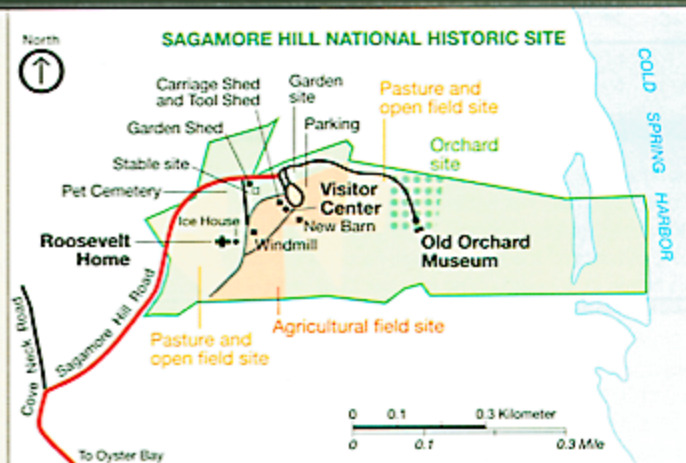 North
SAGAMORE HILL NATIONAL HISTORIC SITE
Carriage Shed
and Tool Shed
Garden
site
Pasture and
open field site
Garden Shed
Parking
Orchard
site
Stable site
Pet Cemetery
Visitor
Center
Ice House
New Barn
Roosevelt
Home
Windmill
Old Orchard
Museum
COLD SPRING HARBOR
Sagamore Hill Road
Cove Neck Road
Pasture and
open field site
Agricultural field site
0 0.1 0.3 Kilometer
0 0.1 0.3 Mile
To Oyster Bay